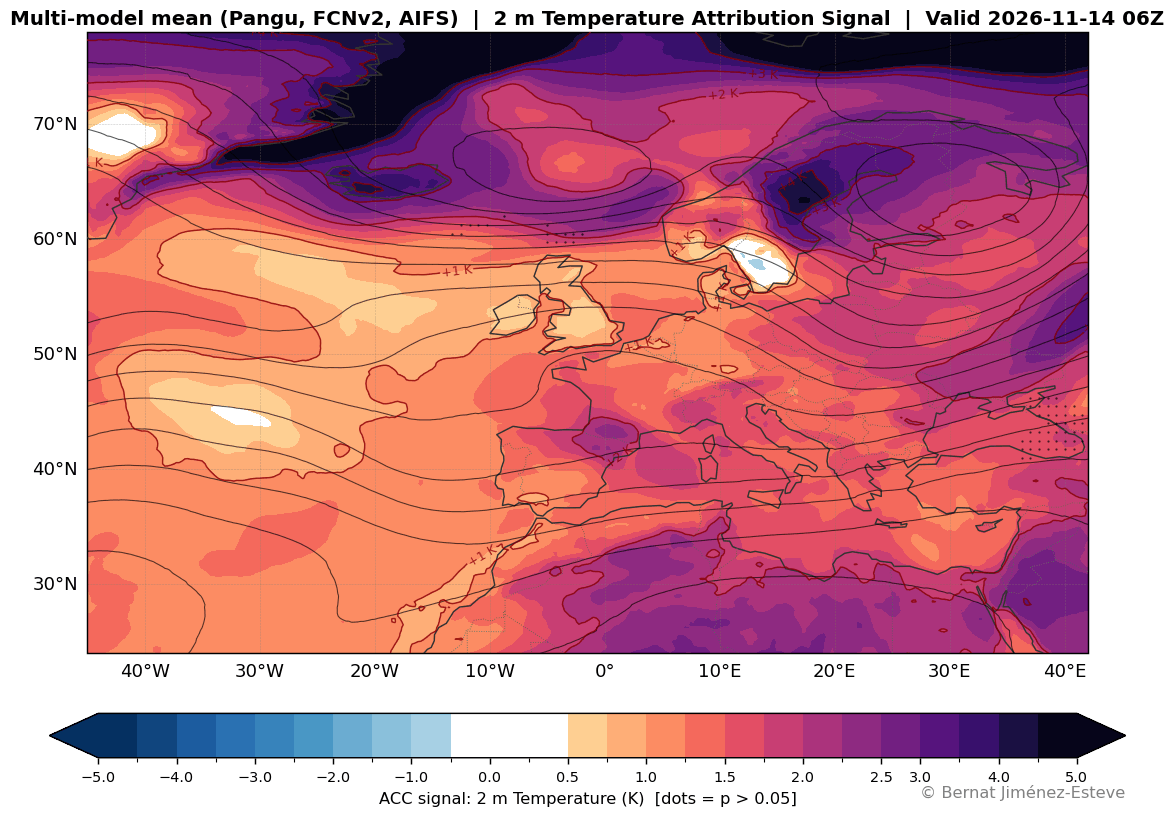 Multi-model mean (Pangu, FCNv2, AIFS) | 2 m Temperature Attribution Signal | Valid 2026-11-14 06Z
+3 K
+2 K
70°N
K
60°N
+1 K
+1 K
50°N
+1 K
40°N
+2 K
+1 K
30°N
40°W 30°W 20°W 10°W 0° 10°E 20°E 30°E 40°E
−5.0 −4.0 −3.0 −2.0 −1.0 0.0 0.5 1.0 1.5 2.0 2.5 3.0 4.0 5.0
ACC signal: 2 m Temperature (K) [dots = p > 0.05]
© Bernat Jiménez-Esteve